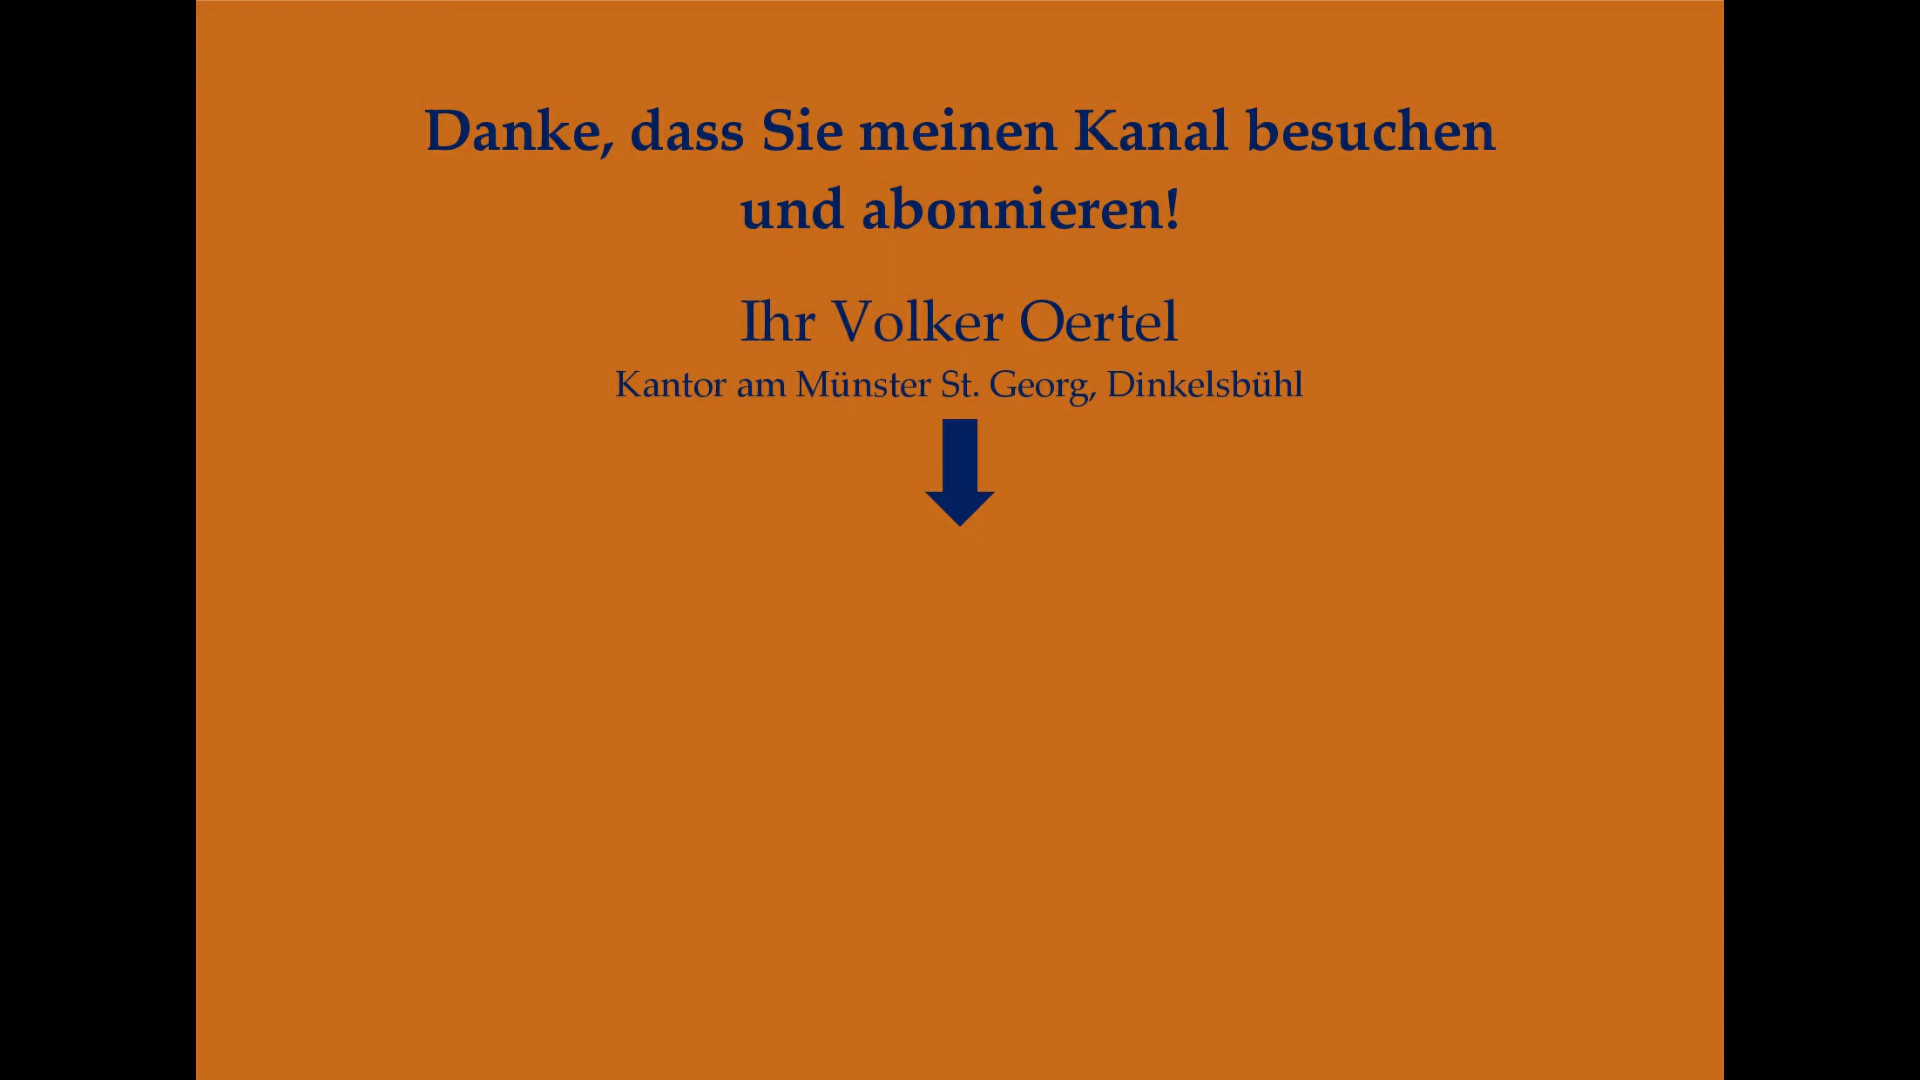 Danke, dass Sie meinen Kanal besuchen
und abonnieren!
Ihr Volker Oertel
Kantor am Münster St. Georg, Dinkelsbühl